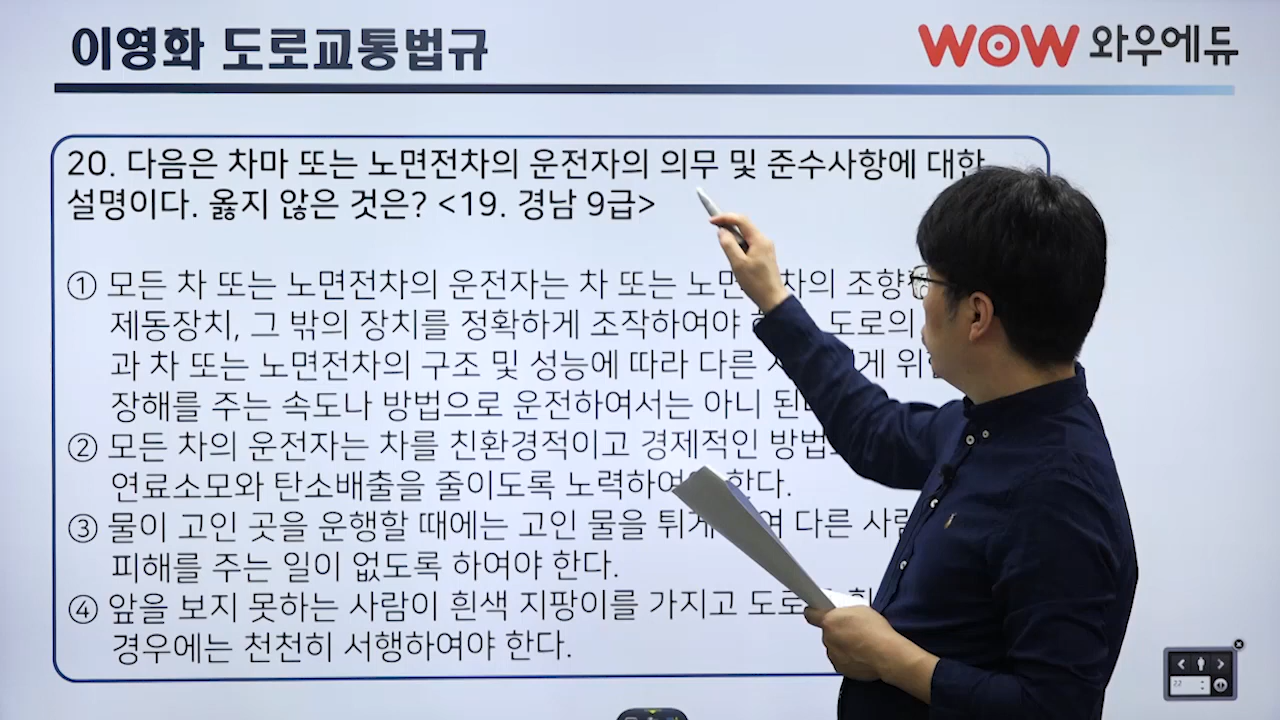 이영화 도로교통법규
WOW 와우에듀
20. 다음은 차마 또는 노면전차의 운전자의 의무 및 준수사항에 대한
설명이다. 옳지 않은 것은? <19. 경남 9급>
① 모든 차 또는 노면전차의 운전자는 차 또는 노면 차의
제동장치, 그 밖의 장치를 정확하게 조작하여야 도로의
과 차 또는 노면전차의 구조 및 성능에 따라 다른
장해를 주는 속도나 방법으로 운전하여서는 아니
② 모든 차의 운전자는 차를 친환경적이고 경제적인
연료소모와 탄소배출을 줄이도록 한다.
③ 물이 고인 곳을 운행할 때에는 고인 물을 다른
피해를 주는 일이 없도록 하여야 한다.
④ 앞을 보지 못하는 사람이 흰색 지팡이를 가지고
경우에는 천천히 서행하여야 한다.
22